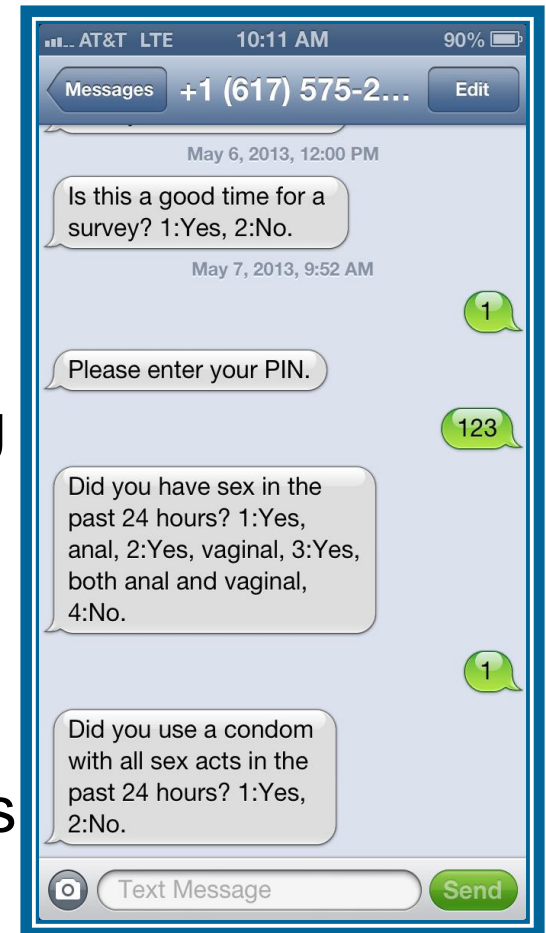 AT&T LTE 10:11 AM 90%
Messages +1 (617) 575-2... Edit
May 6, 2013, 12:00 PM
Is this a good time for a
survey? 1:Yes, 2:No.
May 7, 2013, 9:52 AM
1
Please enter your PIN.
g
123
Did you have sex in the
past 24 hours? 1:Yes,
anal, 2:Yes, vaginal, 3:Yes,
both anal and vaginal,
4:No.
1
Did you use a condom
with all sex acts in the
past 24 hours? 1:Yes,
s
2:No.
Text Message Send